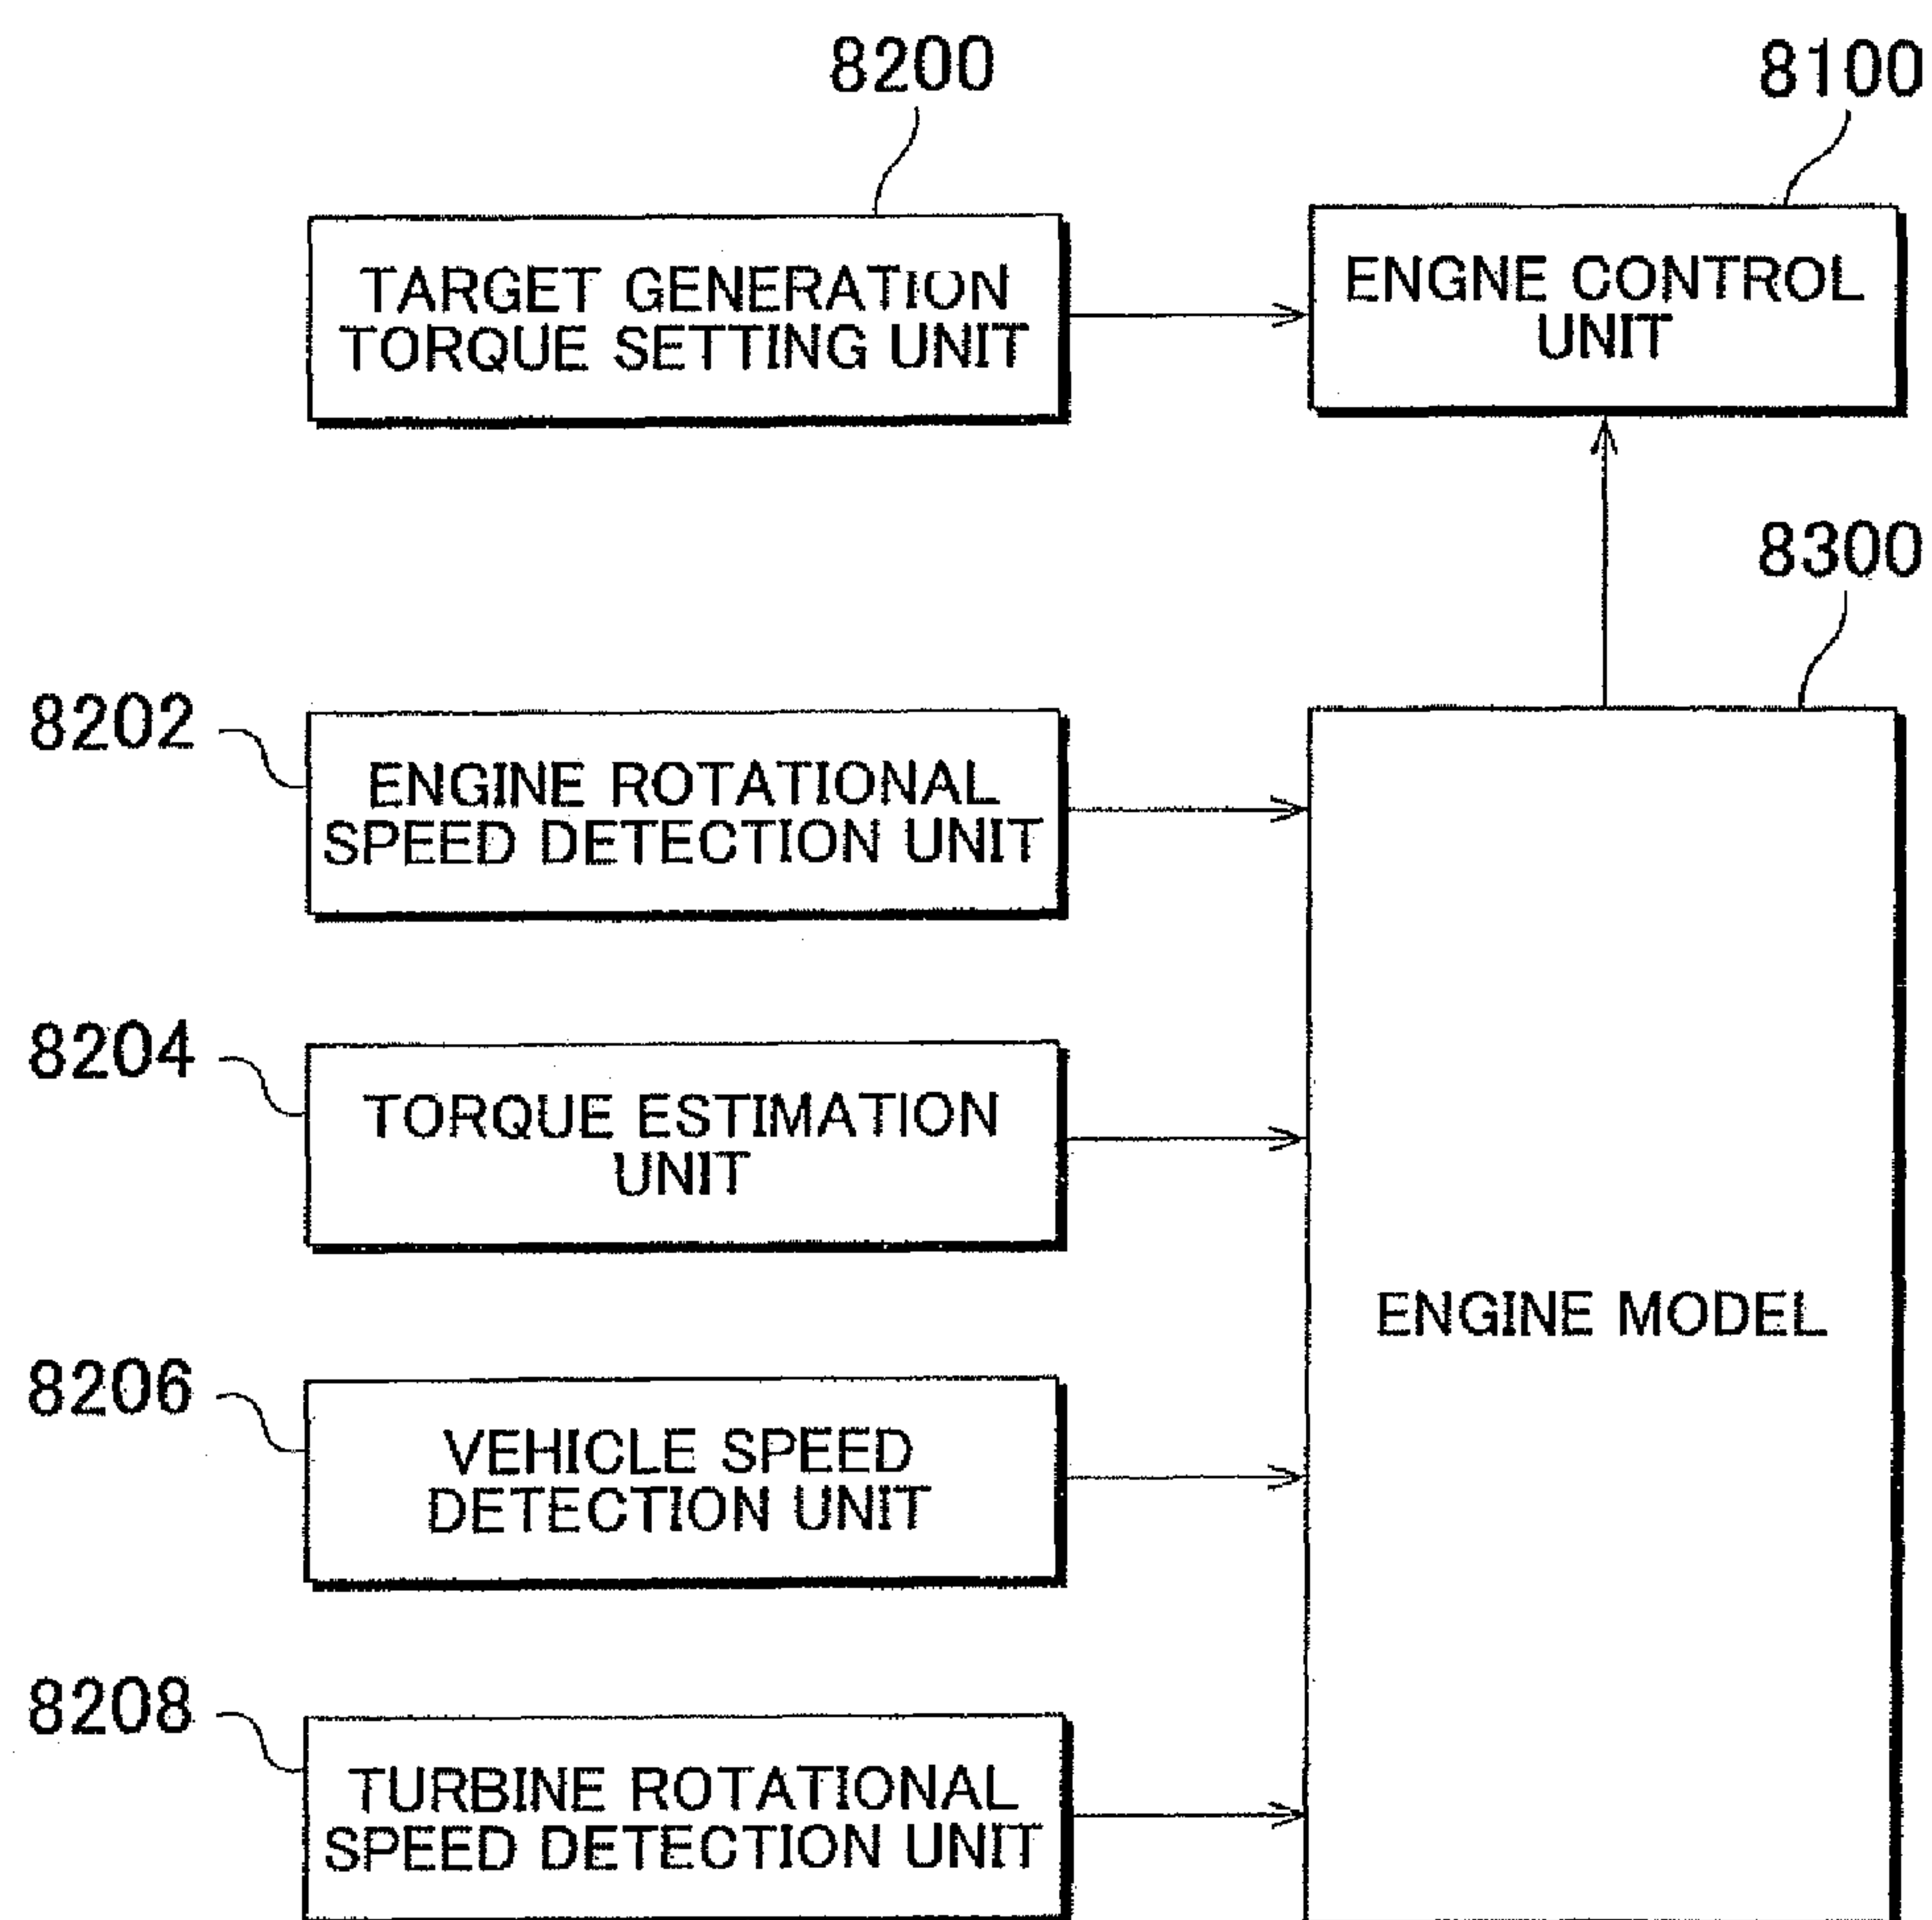 8200
8100
TARGET GENERATION
TORQUE SETTING UNIT
ENGNE CONTROL
UNIT
8300
8202
ENGINE ROTATIONAL
SPEED DETECTION UNIT
8204
TORQUE ESTIMATION
UNIT
ENGINE MODEL
8206
VEHICLE SPEED
DETECTION UNIT
8208
TURBINE ROTATIONAL
SPEED DETECTION UNIT